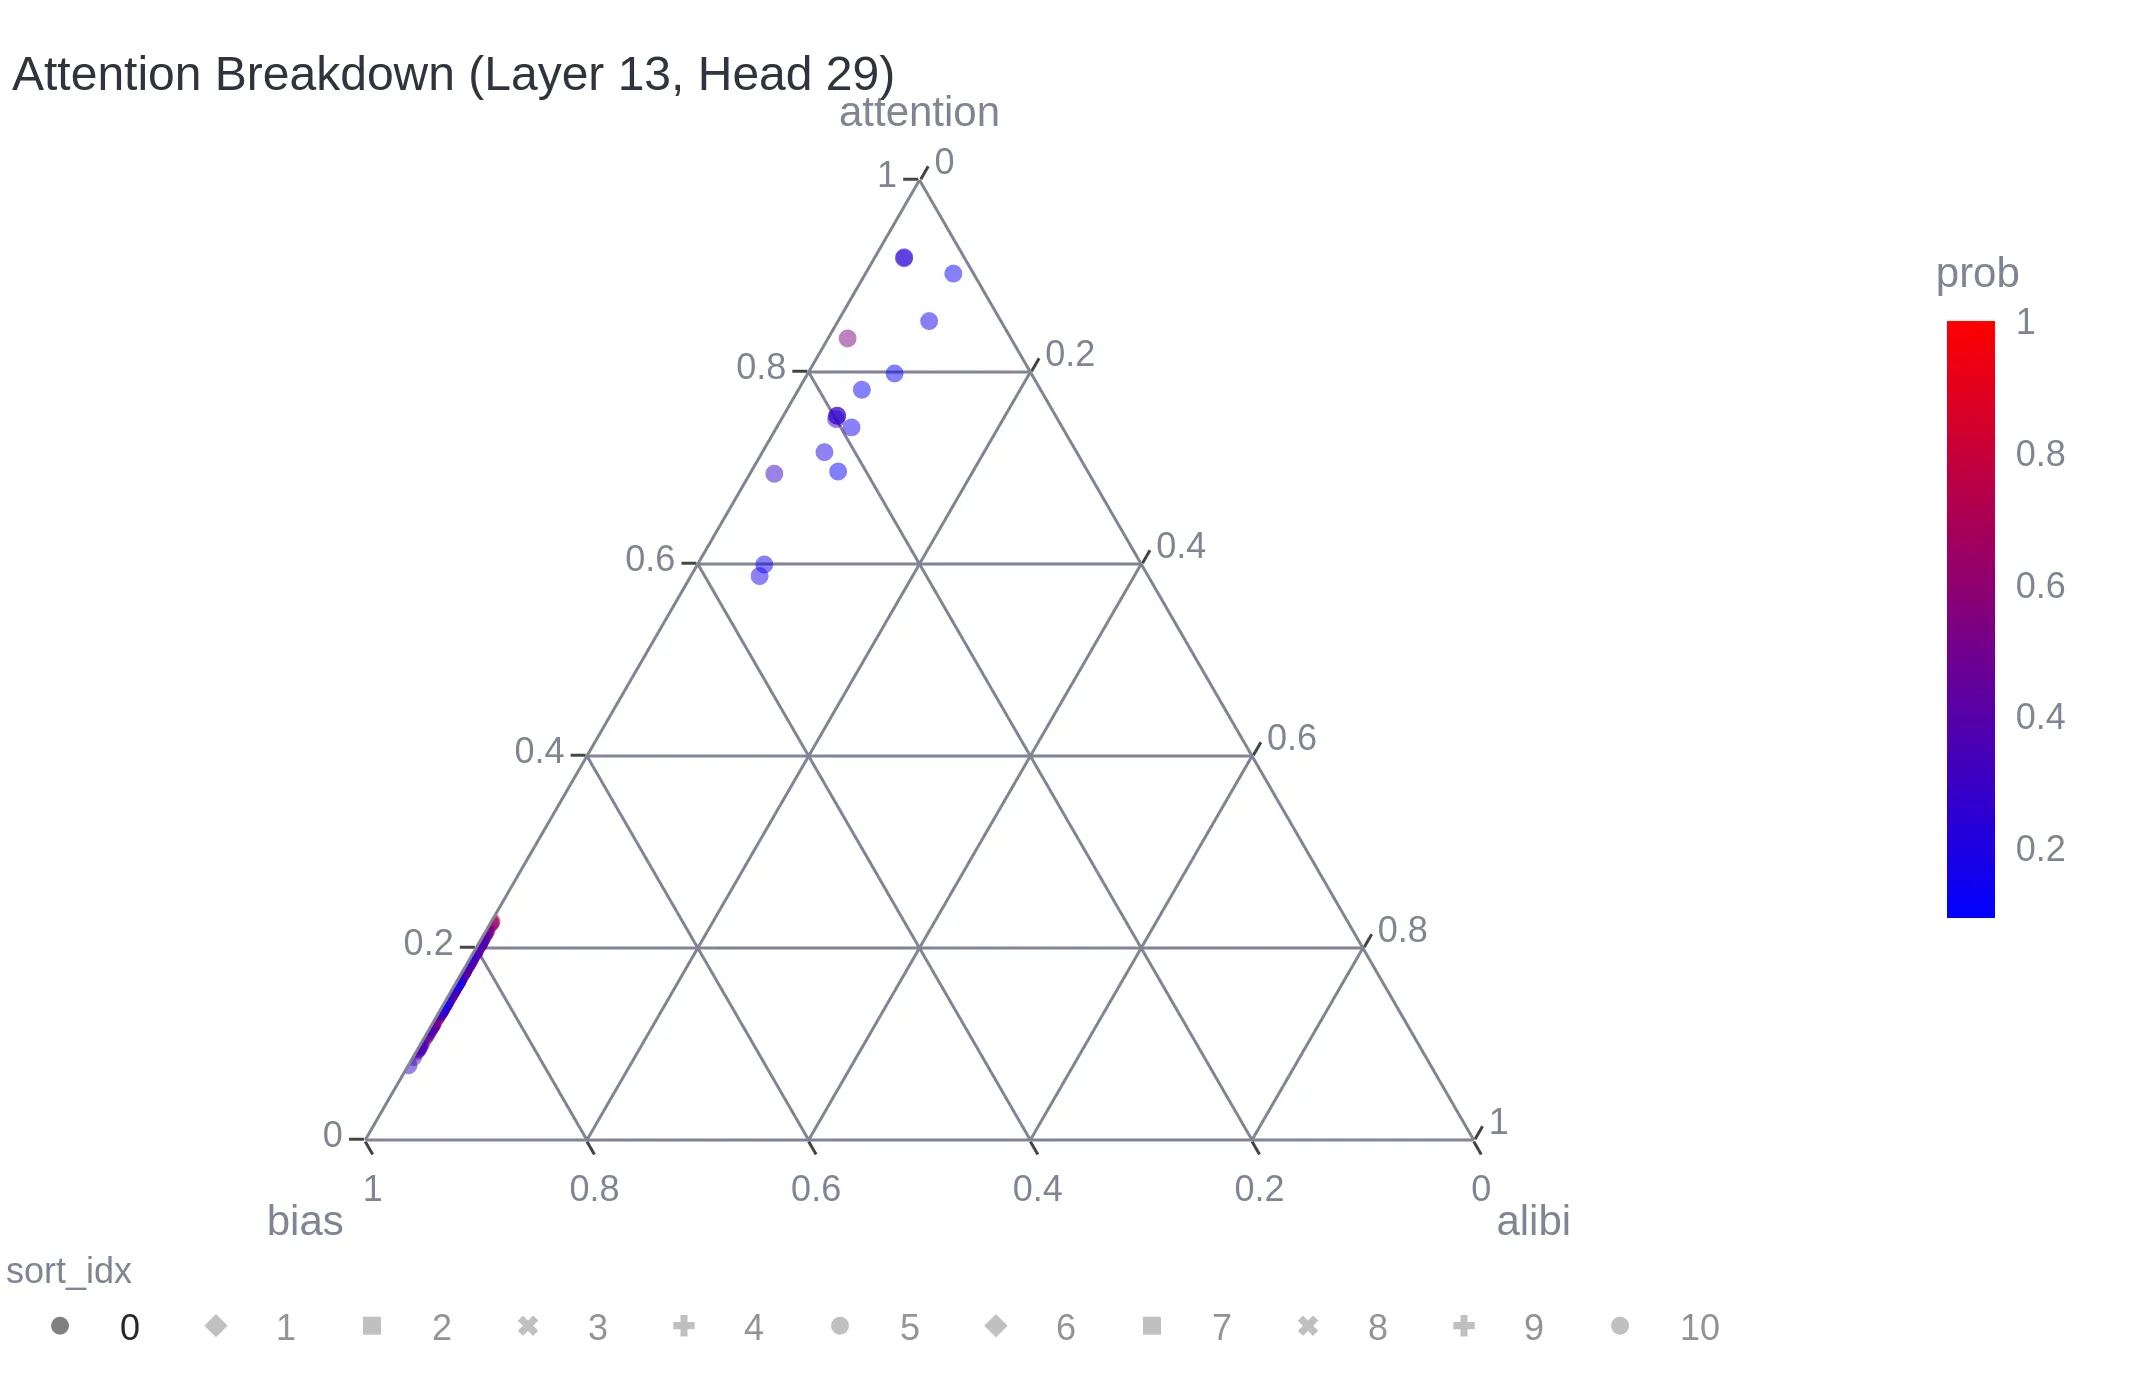 Attention Breakdown (Layer 13, Head 29)
attention
1 0
prob
1
0.8 0.2
0.8
0.6 0.4
0.6
0.4 0.6
0.4
0.2 0.8
0.2
0 1
1 0.8 0.6 0.4 0.2 0
bias alibi
sort_idx
0 1 2 3 4 5 6 7 8 9 10